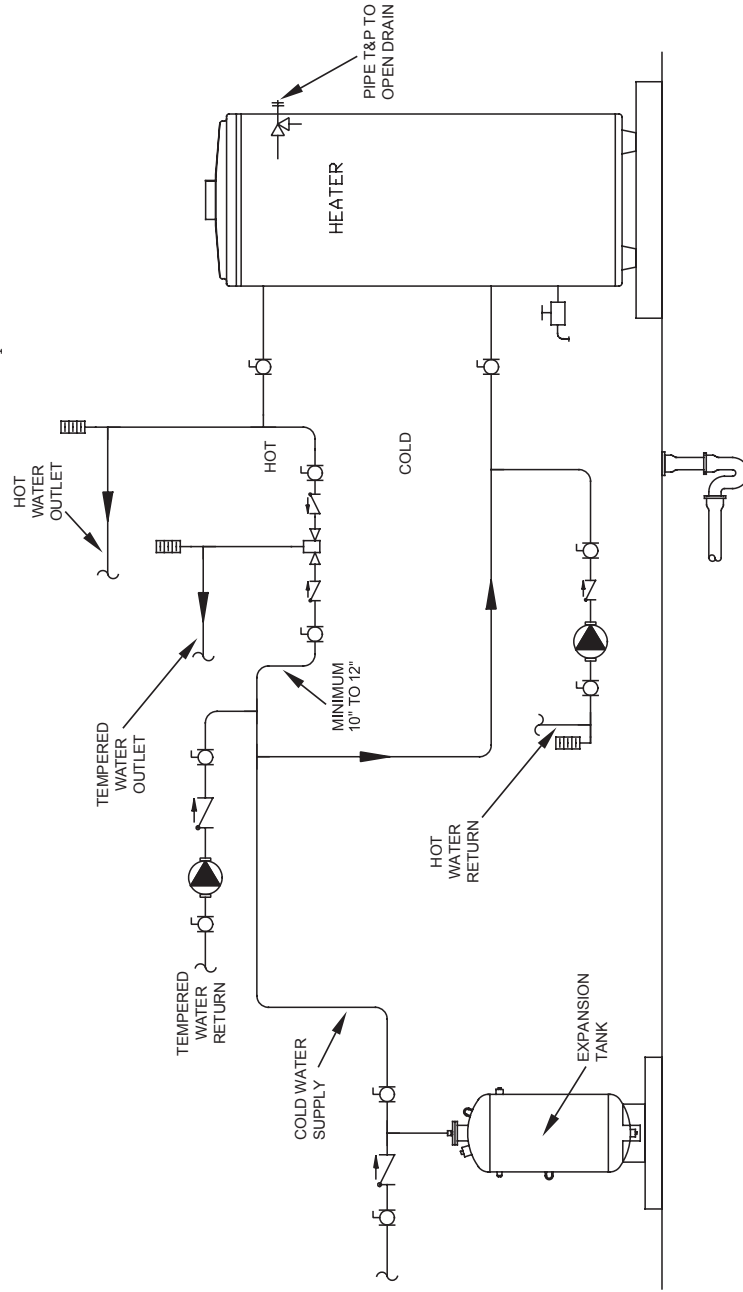 TEMPERED
WATER
RETURN
TEMPERED
WATER
OUTLET
HOT
WATER
OUTLET
PIPE T&P TO
OPEN DRAIN
HEATER
HOT
COLD
MINIMUM
10" TO 12"
COLD WATER
SUPPLY
HOT
WATER
RETURN
EXPANSION
TANK